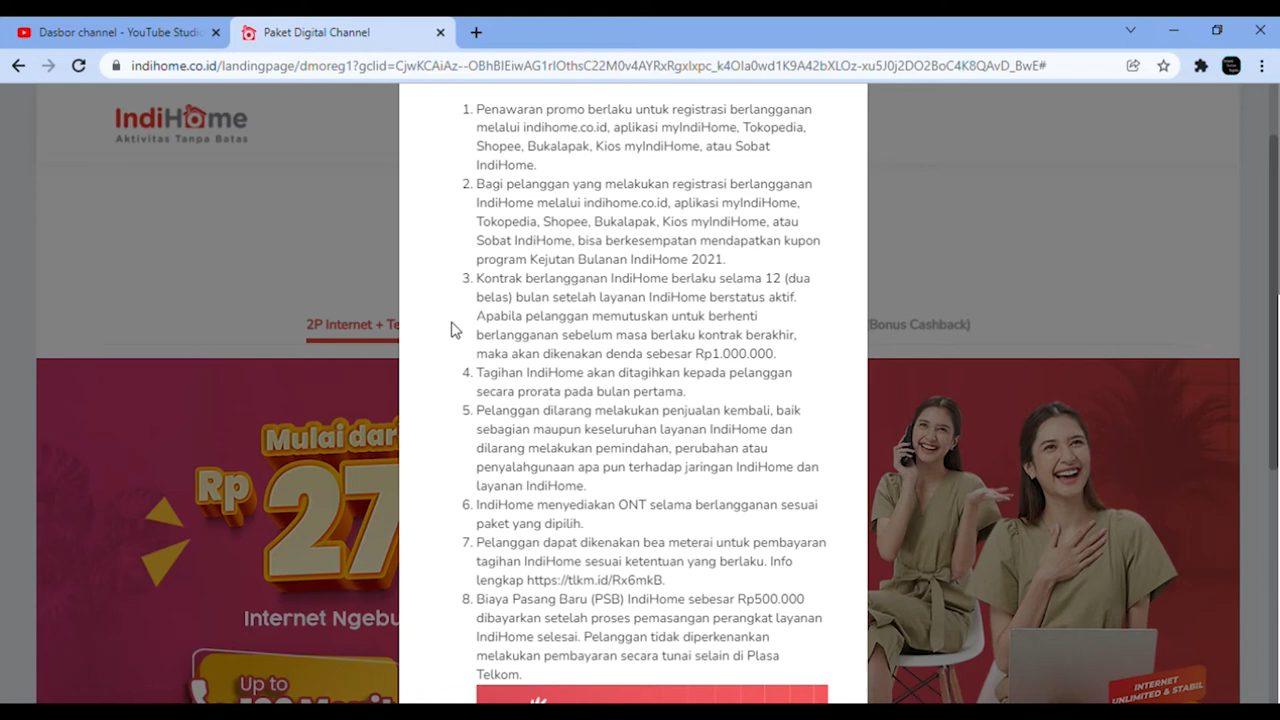 Dasbor channel - YouTube Studio
Paket Digital Channel
indihome.co.id/landingpage/dmoreg1?gclid=CjwKCAiAz--OBhBIEiwAG1rIOthsC22M0v4AYRxRgxIxpc_k4OIa0wd1K9A42bXLOz-xu5J0j2DO2BoC4K8QAvD_BwE#
IndiHome
Aktivitas Tanpa Batas
1. Penawaran promo berlaku untuk registrasi berlangganan
melalui indihome.co.id, aplikasi myIndiHome, Tokopedia,
Shopee, Bukalapak, Kios myIndiHome, atau Sobat
IndiHome.
2. Bagi pelanggan yang melakukan registrasi berlangganan
IndiHome melalui indihome.co.id, aplikasi myIndiHome,
Tokopedia, Shopee, Bukalapak, Kios myIndiHome, atau
Sobat IndiHome, bisa berkesempatan mendapatkan kupon
program Kejutan Bulanan IndiHome 2021.
3. Kontrak berlangganan IndiHome berlaku selama 12 (dua
belas) bulan setelah layanan IndiHome berstatus aktif.
Apabila pelanggan memutuskan untuk berhenti
berlangganan sebelum masa berlaku kontrak berakhir,
maka akan dikenakan denda sebesar Rp1.000.000.
4. Tagihan IndiHome akan ditagihkan kepada pelanggan
secara prorata pada bulan pertama.
5. Pelanggan dilarang melakukan penjualan kembali, baik
sebagian maupun keseluruhan layanan IndiHome dan
dilarang melakukan pemindahan, perubahan atau
penyalahgunaan apa pun terhadap jaringan IndiHome dan
layanan IndiHome.
6. IndiHome menyediakan ONT selama berlangganan sesuai
paket yang dipilih.
7. Pelanggan dapat dikenakan bea meterai untuk pembayaran
tagihan IndiHome sesuai ketentuan yang berlaku. Info
lengkap https://tlkm.id/Rx6mkB.
8. Biaya Pasang Baru (PSB) IndiHome sebesar Rp500.000
dibayarkan setelah proses pemasangan perangkat layanan
IndiHome selesai. Pelanggan tidak diperkenankan
melakukan pembayaran secara tunai selain di Plasa
Telkom.
2P Internet + Te
(Bonus Cashback)
Mulai dar
Rp 27
Internet Ngebu
Up to
INTERNET
UNLIMITED & STABIL